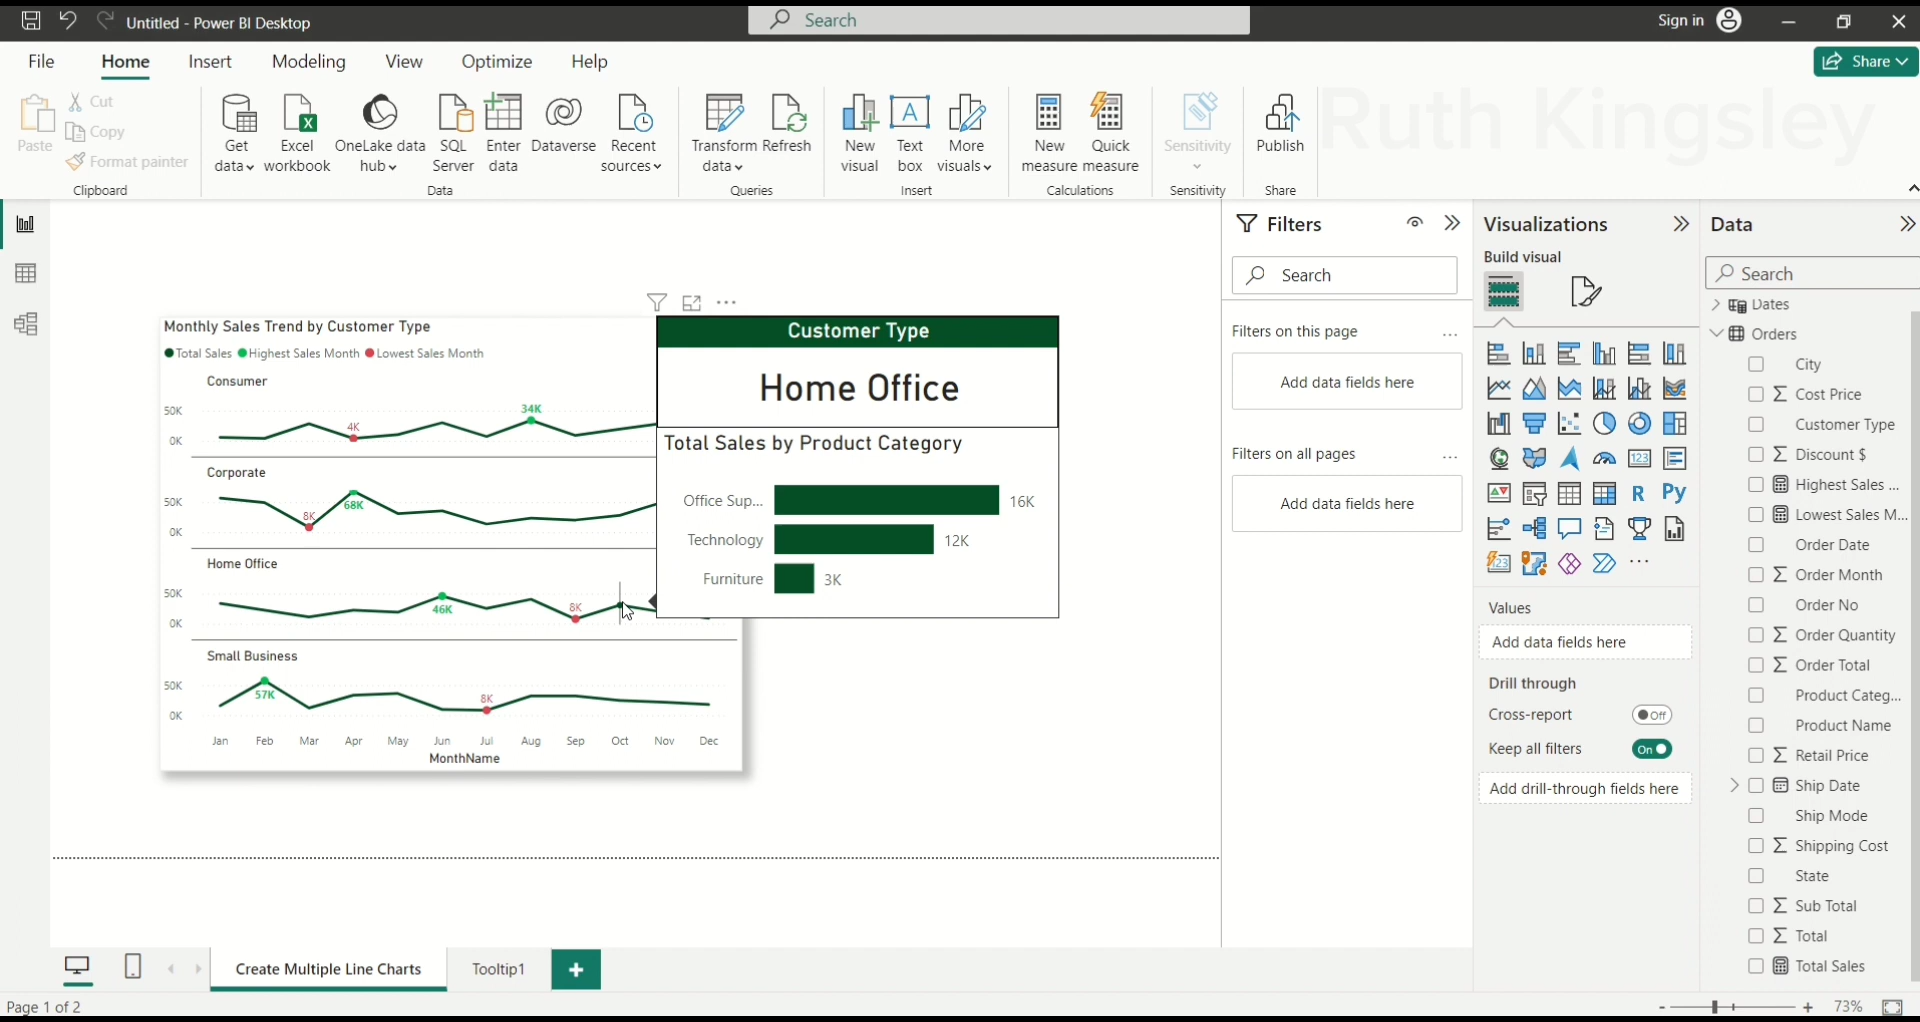 Untitled - Power BI Desktop
Search
Sign in
File Home Insert Modeling View Optimize Help
Share
Ruth Kingsley
Paste
Cut
Copy
Format painter
Clipboard
Get data
Excel workbook
OneLake data hub
SQL Server
Enter data
Dataverse
Recent sources
Data
Transform data
Refresh
Queries
New visual
A
Text box
More visuals
Insert
New measure
Quick measure
Calculations
Sensitivity
Sensitivity
Publish
Share
Monthly Sales Trend by Customer Type
Total Sales Highest Sales Month Lowest Sales Month
Consumer
50K
0K
4K
34K
Corporate
50K
0K
8K
68K
Home Office
50K
0K
46K
8K
Small Business
50K
0K
57K
8K
Jan Feb Mar Apr May Jun Jul Aug Sep Oct Nov Dec
MonthName
Customer Type
Home Office
Total Sales by Product Category
Office Sup... 16K
Technology 12K
Furniture 3K
Filters
Search
Filters on this page ...
Add data fields here
Filters on all pages ...
Add data fields here
Visualizations
Build visual
123
R
Py
123
...
Values
Add data fields here
Drill through
Cross-report Off
Keep all filters On
Add drill-through fields here
Data
Search
Dates
Orders
City
Σ Cost Price
Customer Type
Σ Discount $
Highest Sales ...
Lowest Sales M...
Order Date
Σ Order Month
Order No
Σ Order Quantity
Σ Order Total
Product Categ...
Product Name
Σ Retail Price
Ship Date
Ship Mode
Σ Shipping Cost
State
Σ Sub Total
Σ Total
Total Sales
Create Multiple Line Charts
Tooltip1
+
Page 1 of 2
- + 73%